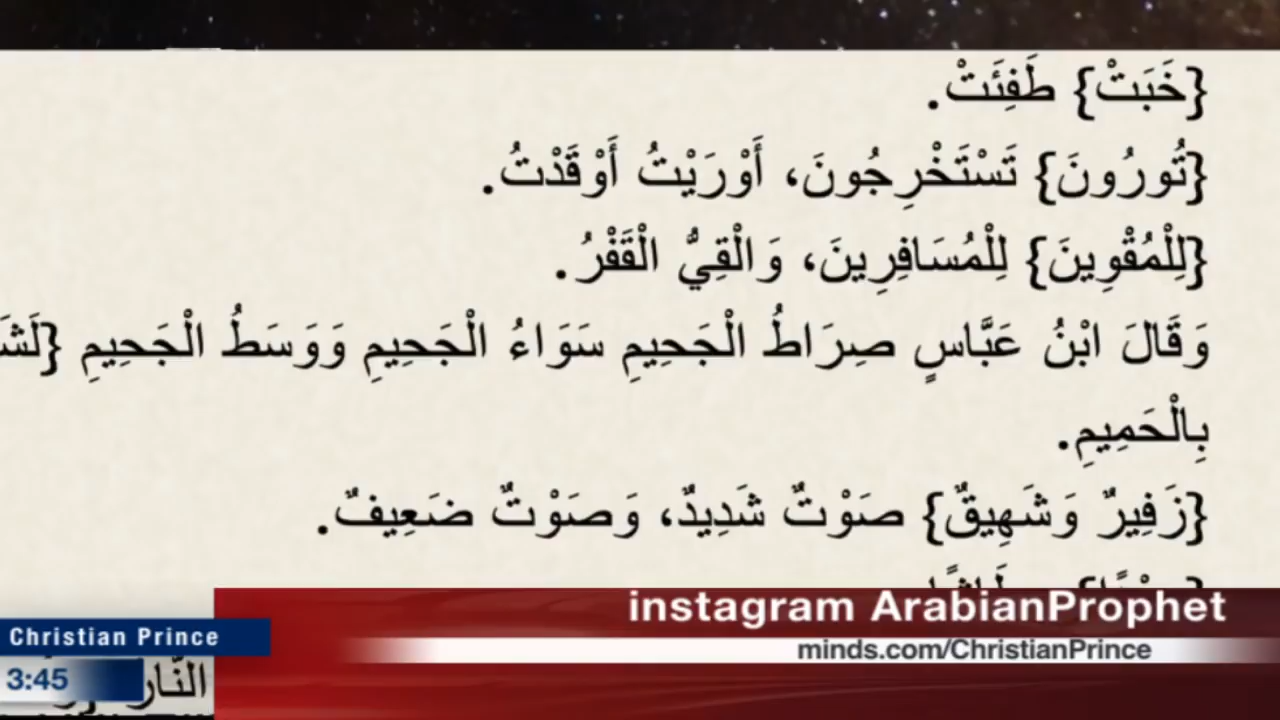 {خَبَتْ} طَفِئَتْ.
{تُورُونَ} تَسْتَخْرِجُونَ، أَوْرَيْتُ أَوْقَدْتُ.
{لِلْمُقْوِينَ} لِلْمُسَافِرِينَ، وَالْقِيُّ الْقَفْرُ.
وَقَالَ ابْنُ عَبَّاسٍ صِرَاطُ الْجَحِيمِ سَوَاءُ الْجَحِيمِ وَوَسَطُ الْجَحِيمِ
بِالْحَمِيمِ.
{زَفِيرٌ وَشَهِيقٌ} صَوْتٌ شَدِيدٌ، وَصَوْتٌ ضَعِيفٌ.
instagram ArabianProphet
Christian Prince
minds.com/ChristianPrince
3:45